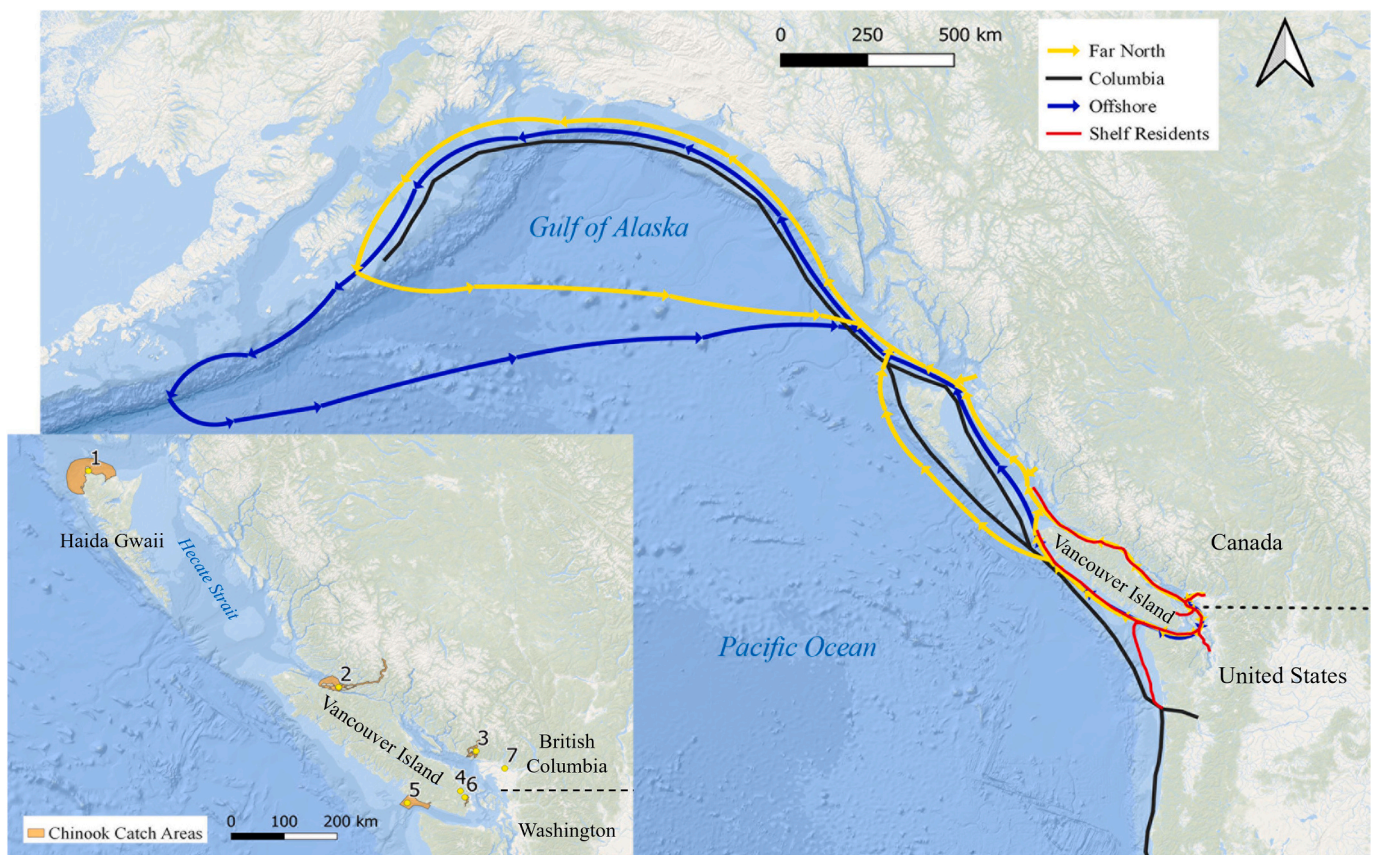 0 250 500 km
Far North
Columbia
Offshore
Shelf Residents
Gulf of Alaska
Pacific Ocean
Vancouver Island
Canada
United States
1
Haida Gwaii
Hecate Strait
2
Vancouver Island
3
7
British
Columbia
46
5
Washington
Chinook Catch Areas
0 100 200 km